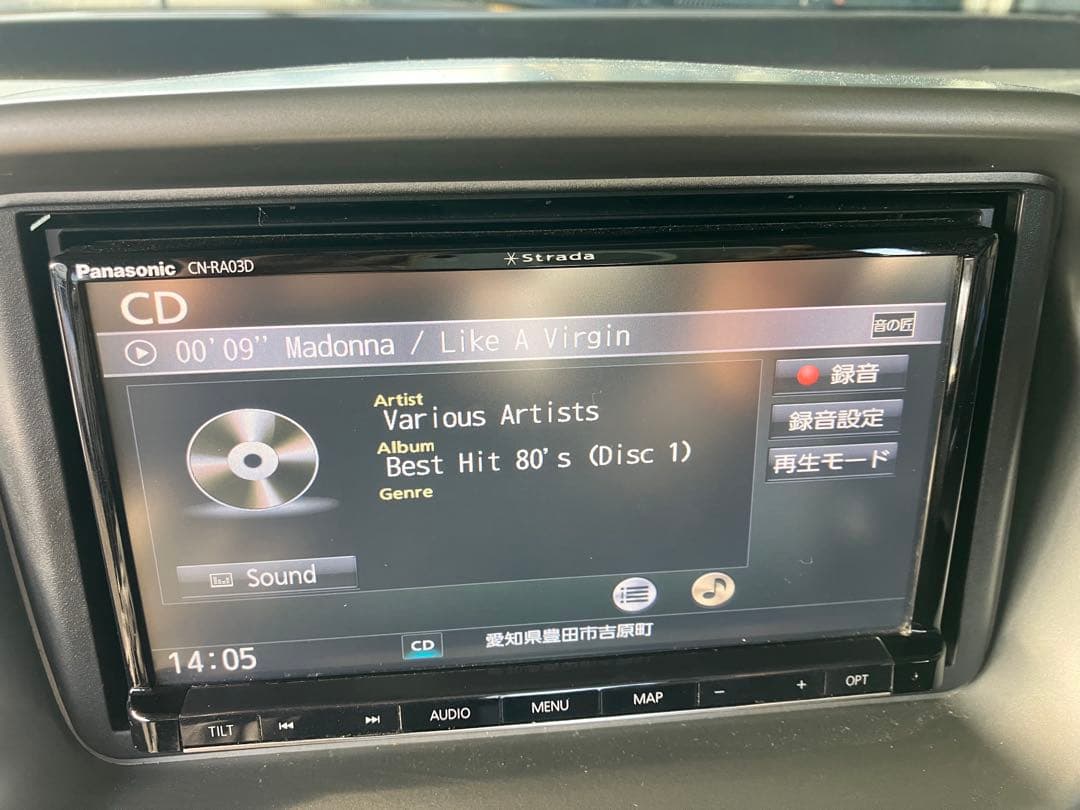 Panasonic CN-RA03D
Strada
CD
00'09" Madonna / Like A Virgin
音の匠
Artist
Various Artists
Album
Best Hit 80's (Disc 1)
Genre
録音
録音設定
再生モード
Sound
14:05
CD
愛知県豊田市吉原町
TILT
AUDIO
MENU
MAP
− +
OPT